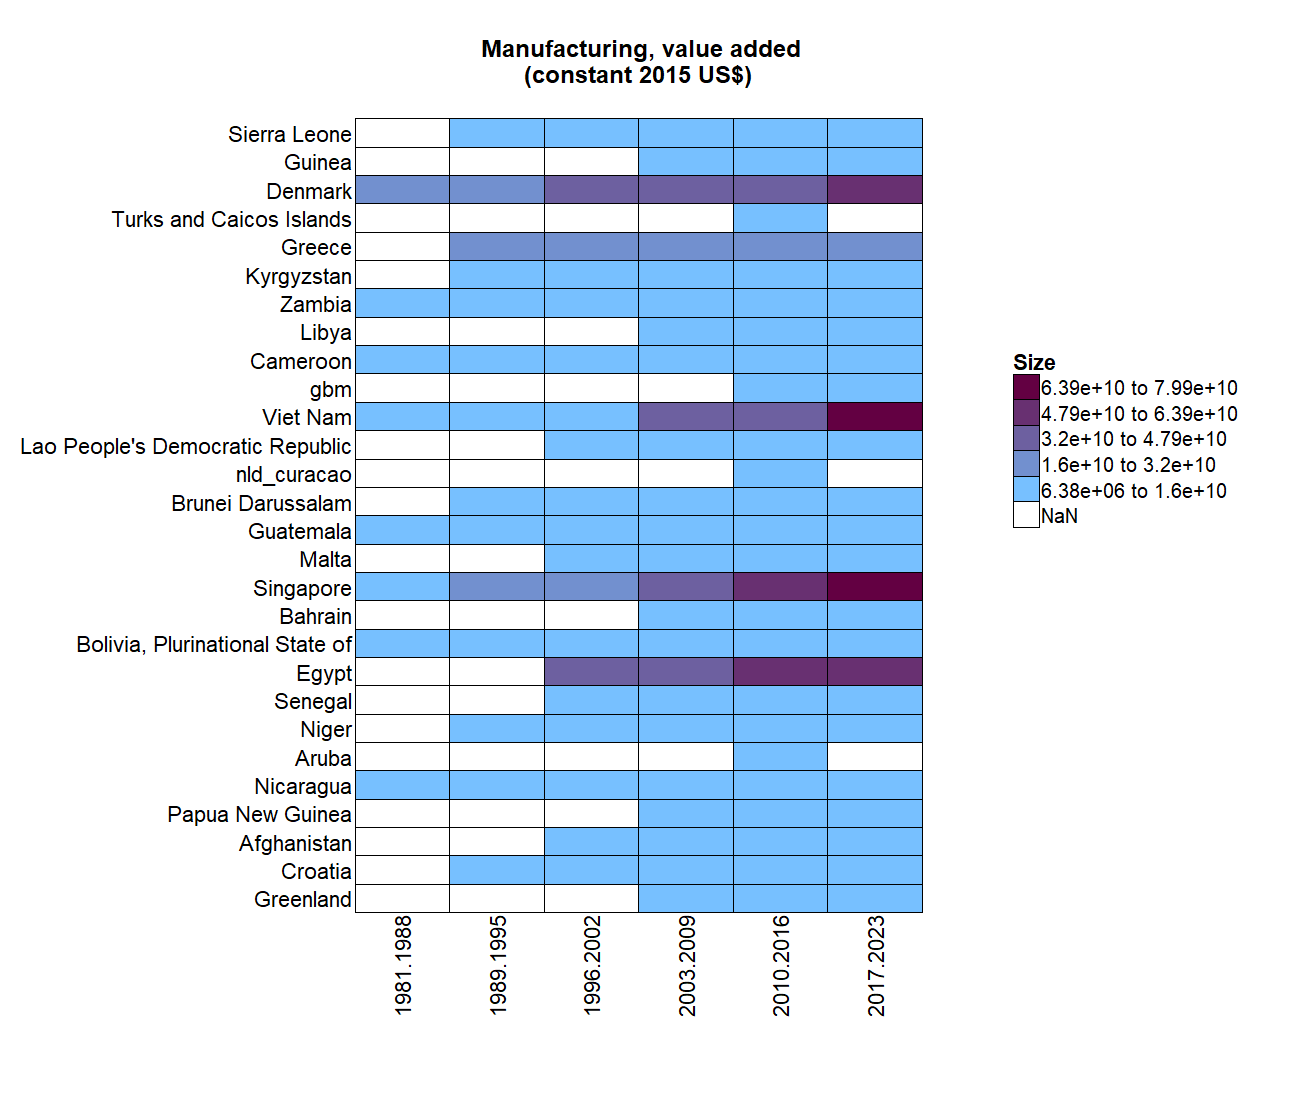 Manufacturing, value added
(constant 2015 US$)
Sierra Leone
Guinea
Denmark
Turks and Caicos Islands
Greece
Kyrgyzstan
Zambia
Libya
Cameroon
gbm
Viet Nam
Lao People's Democratic Republic
nld_curacao
Brunei Darussalam
Guatemala
Malta
Singapore
Bahrain
Bolivia, Plurinational State of
Egypt
Senegal
Niger
Aruba
Nicaragua
Papua New Guinea
Afghanistan
Croatia
Greenland
1981.1988
1989.1995
1996.2002
2003.2009
2010.2016
2017.2023
Size
6.39e+10 to 7.99e+10
4.79e+10 to 6.39e+10
3.2e+10 to 4.79e+10
1.6e+10 to 3.2e+10
6.38e+06 to 1.6e+10
NaN